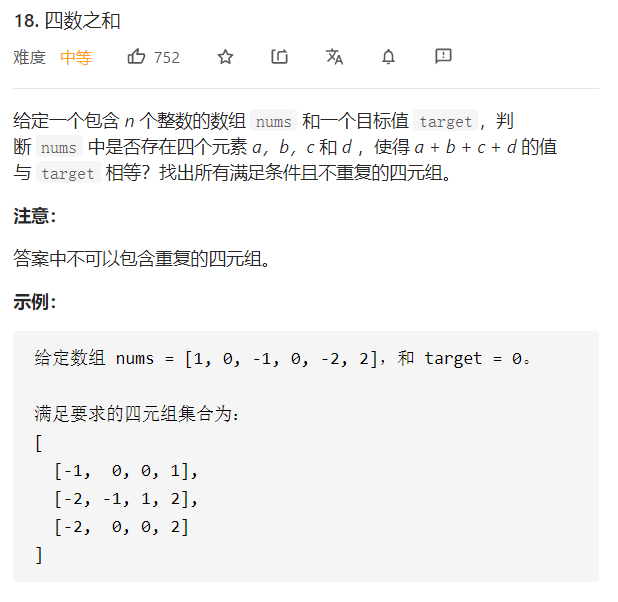 18. 四数之和
难度 中等 752
给定一个包含 n 个整数的数组 nums 和一个目标值 target，判
断 nums 中是否存在四个元素 a，b，c 和 d ，使得 a + b + c + d 的值
与 target 相等？找出所有满足条件且不重复的四元组。
注意：
答案中不可以包含重复的四元组。
示例：
给定数组 nums = [1, 0, -1, 0, -2, 2]，和 target = 0。
满足要求的四元组集合为：
[
[-1,  0, 0, 1],
[-2, -1, 1, 2],
[-2,  0, 0, 2]
]